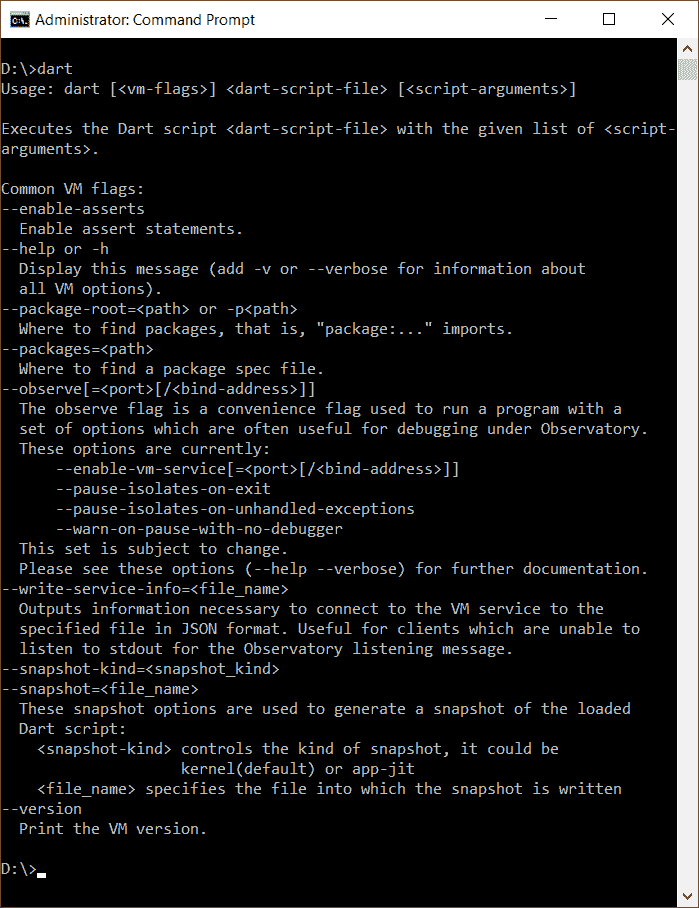 Administrator: Command Prompt
D:\>dart
Usage: dart [<vm-flags>] <dart-script-file> [<script-arguments>]
Executes the Dart script <dart-script-file> with the given list of <script-
arguments>.
Common VM flags:
--enable-asserts
  Enable assert statements.
--help or -h
  Display this message (add -v or --verbose for information about
  all VM options).
--package-root=<path> or -p<path>
  Where to find packages, that is, "package:..." imports.
--packages=<path>
  Where to find a package spec file.
--observe[=<port>[/<bind-address>]]
  The observe flag is a convenience flag used to run a program with a
  set of options which are often useful for debugging under Observatory.
  These options are currently:
      --enable-vm-service[=<port>[/<bind-address>]]
      --pause-isolates-on-exit
      --pause-isolates-on-unhandled-exceptions
      --warn-on-pause-with-no-debugger
  This set is subject to change.
  Please see these options (--help --verbose) for further documentation.
--write-service-info=<file_name>
  Outputs information necessary to connect to the VM service to the
  specified file in JSON format. Useful for clients which are unable to
  listen to stdout for the Observatory listening message.
--snapshot-kind=<snapshot_kind>
--snapshot=<file_name>
  These snapshot options are used to generate a snapshot of the loaded
  Dart script:
    <snapshot-kind> controls the kind of snapshot, it could be
                    kernel(default) or app-jit
    <file_name> specifies the file into which the snapshot is written
--version
  Print the VM version.
D:\>